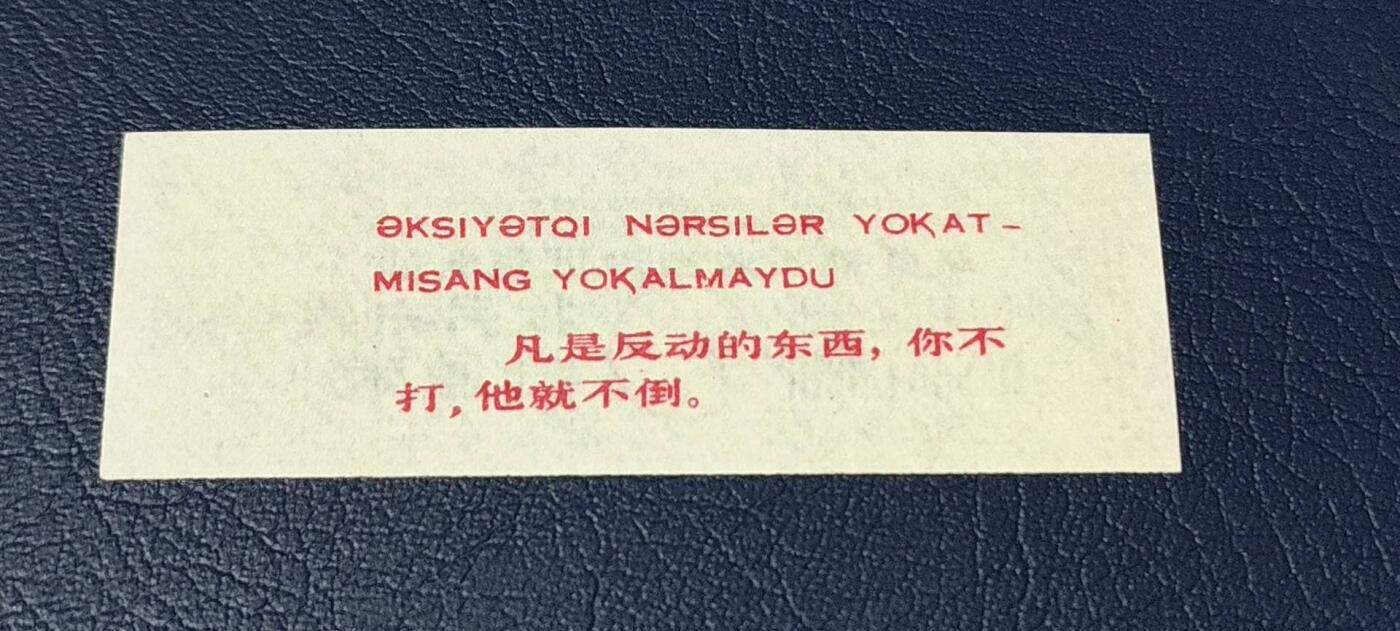 ƏKSIYƏTQI NƏRSILƏR YOⱪAT-
MISANG YOⱪALMAYDU
凡是反动的东西，你不
打，他就不倒。